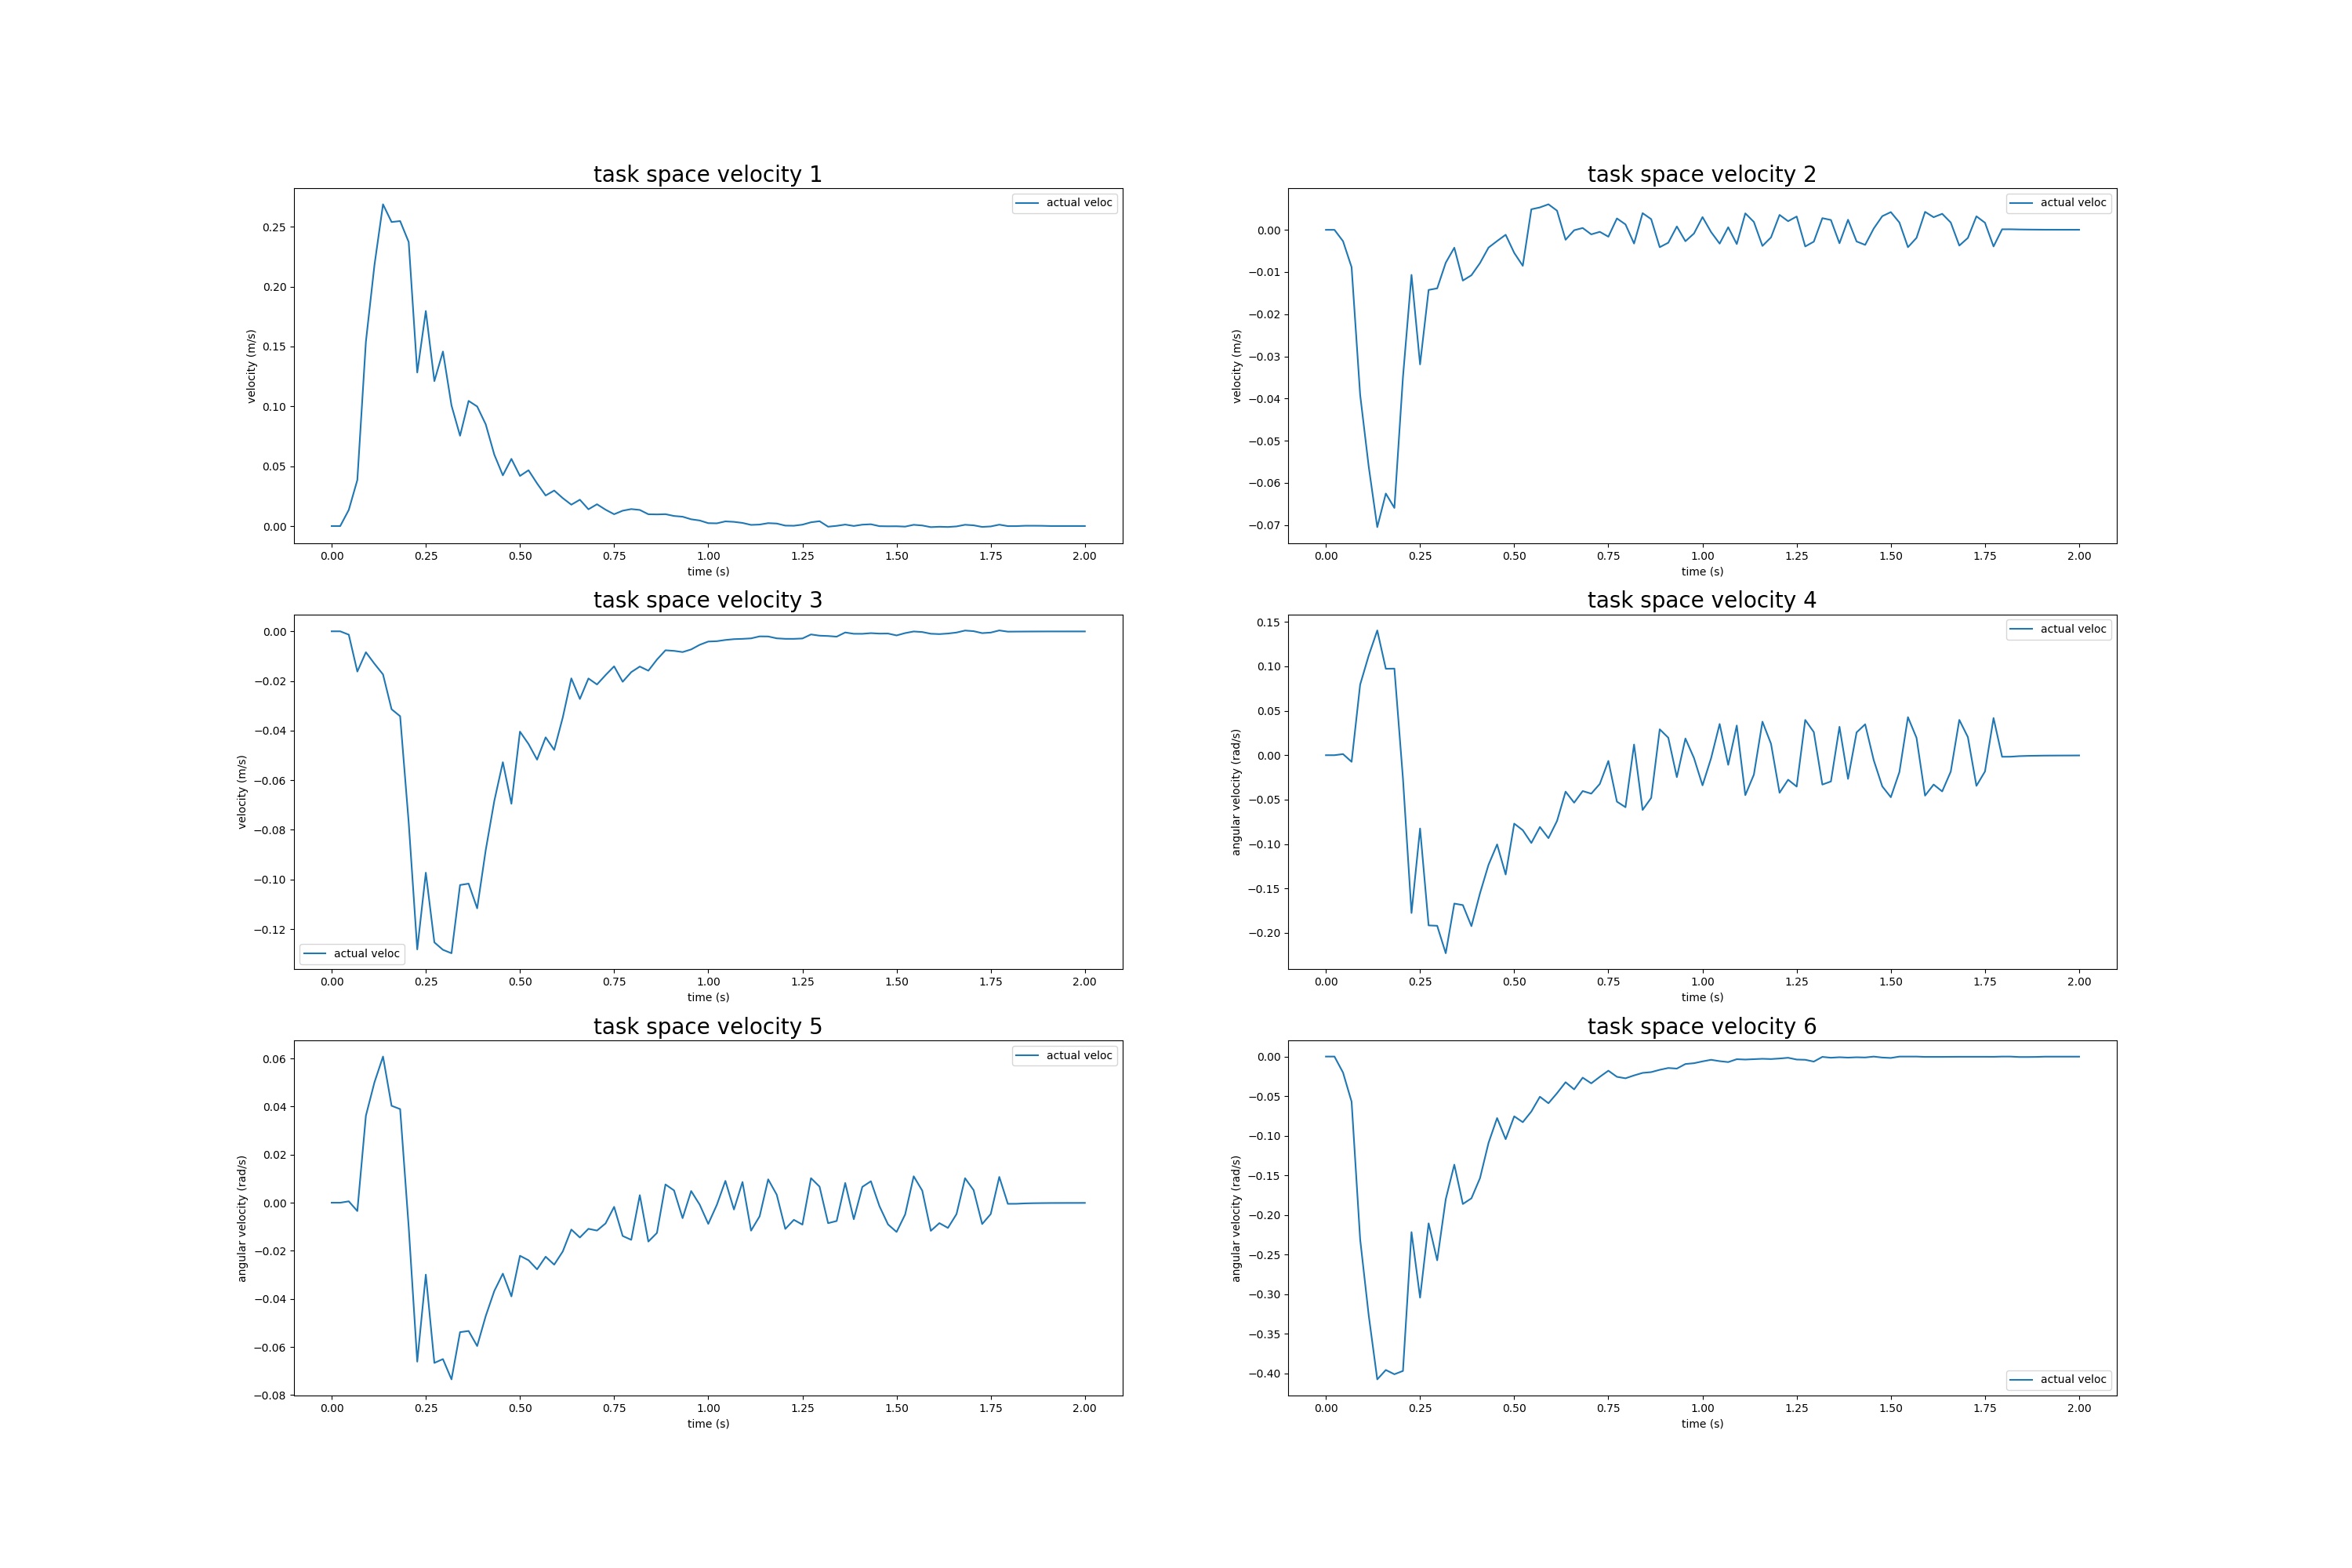 task space velocity 1
actual veloc
velocity (m/s)
0.25
0.20
0.15
0.10
0.05
0.00
0.00 0.25 0.50 0.75 1.00 1.25 1.50 1.75 2.00
time (s)
task space velocity 2
actual veloc
velocity (m/s)
0.00
−0.01
−0.02
−0.03
−0.04
−0.05
−0.06
−0.07
0.00 0.25 0.50 0.75 1.00 1.25 1.50 1.75 2.00
time (s)
task space velocity 3
velocity (m/s)
0.00
−0.02
−0.04
−0.06
−0.08
−0.10
−0.12
actual veloc
0.00 0.25 0.50 0.75 1.00 1.25 1.50 1.75 2.00
time (s)
task space velocity 4
actual veloc
angular velocity (rad/s)
0.15
0.10
0.05
0.00
−0.05
−0.10
−0.15
−0.20
0.00 0.25 0.50 0.75 1.00 1.25 1.50 1.75 2.00
time (s)
task space velocity 5
actual veloc
angular velocity (rad/s)
0.06
0.04
0.02
0.00
−0.02
−0.04
−0.06
−0.08
0.00 0.25 0.50 0.75 1.00 1.25 1.50 1.75 2.00
time (s)
task space velocity 6
angular velocity (rad/s)
0.00
−0.05
−0.10
−0.15
−0.20
−0.25
−0.30
−0.35
−0.40
actual veloc
0.00 0.25 0.50 0.75 1.00 1.25 1.50 1.75 2.00
time (s)